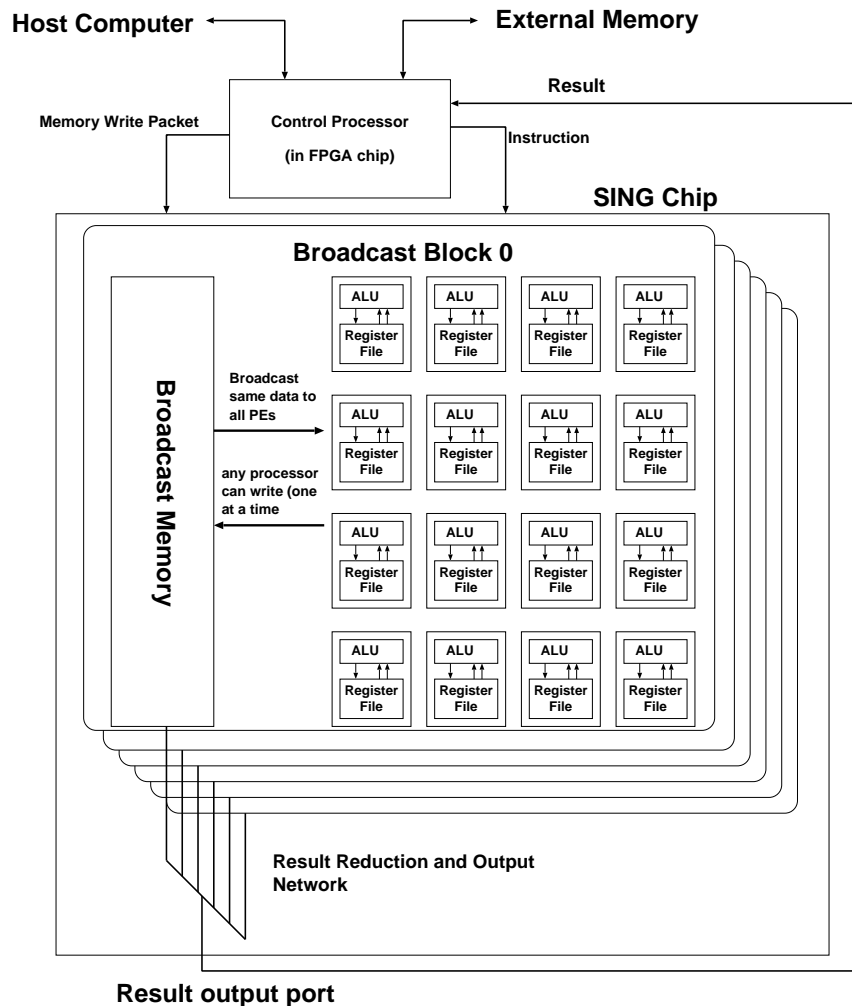 Host Computer
External Memory
Result
Memory Write Packet
Control Processor
(in FPGA chip)
Instruction
SING Chip
Broadcast Block 0
Broadcast Memory
Broadcast
same data to
all PEs
any processor
can write (one
at a time
ALU
Register
File
ALU
Register
File
ALU
Register
File
ALU
Register
File
ALU
Register
File
ALU
Register
File
ALU
Register
File
ALU
Register
File
ALU
Register
File
ALU
Register
File
ALU
Register
File
ALU
Register
File
ALU
Register
File
ALU
Register
File
ALU
Register
File
ALU
Register
File
Result Reduction and Output
Network
Result output port